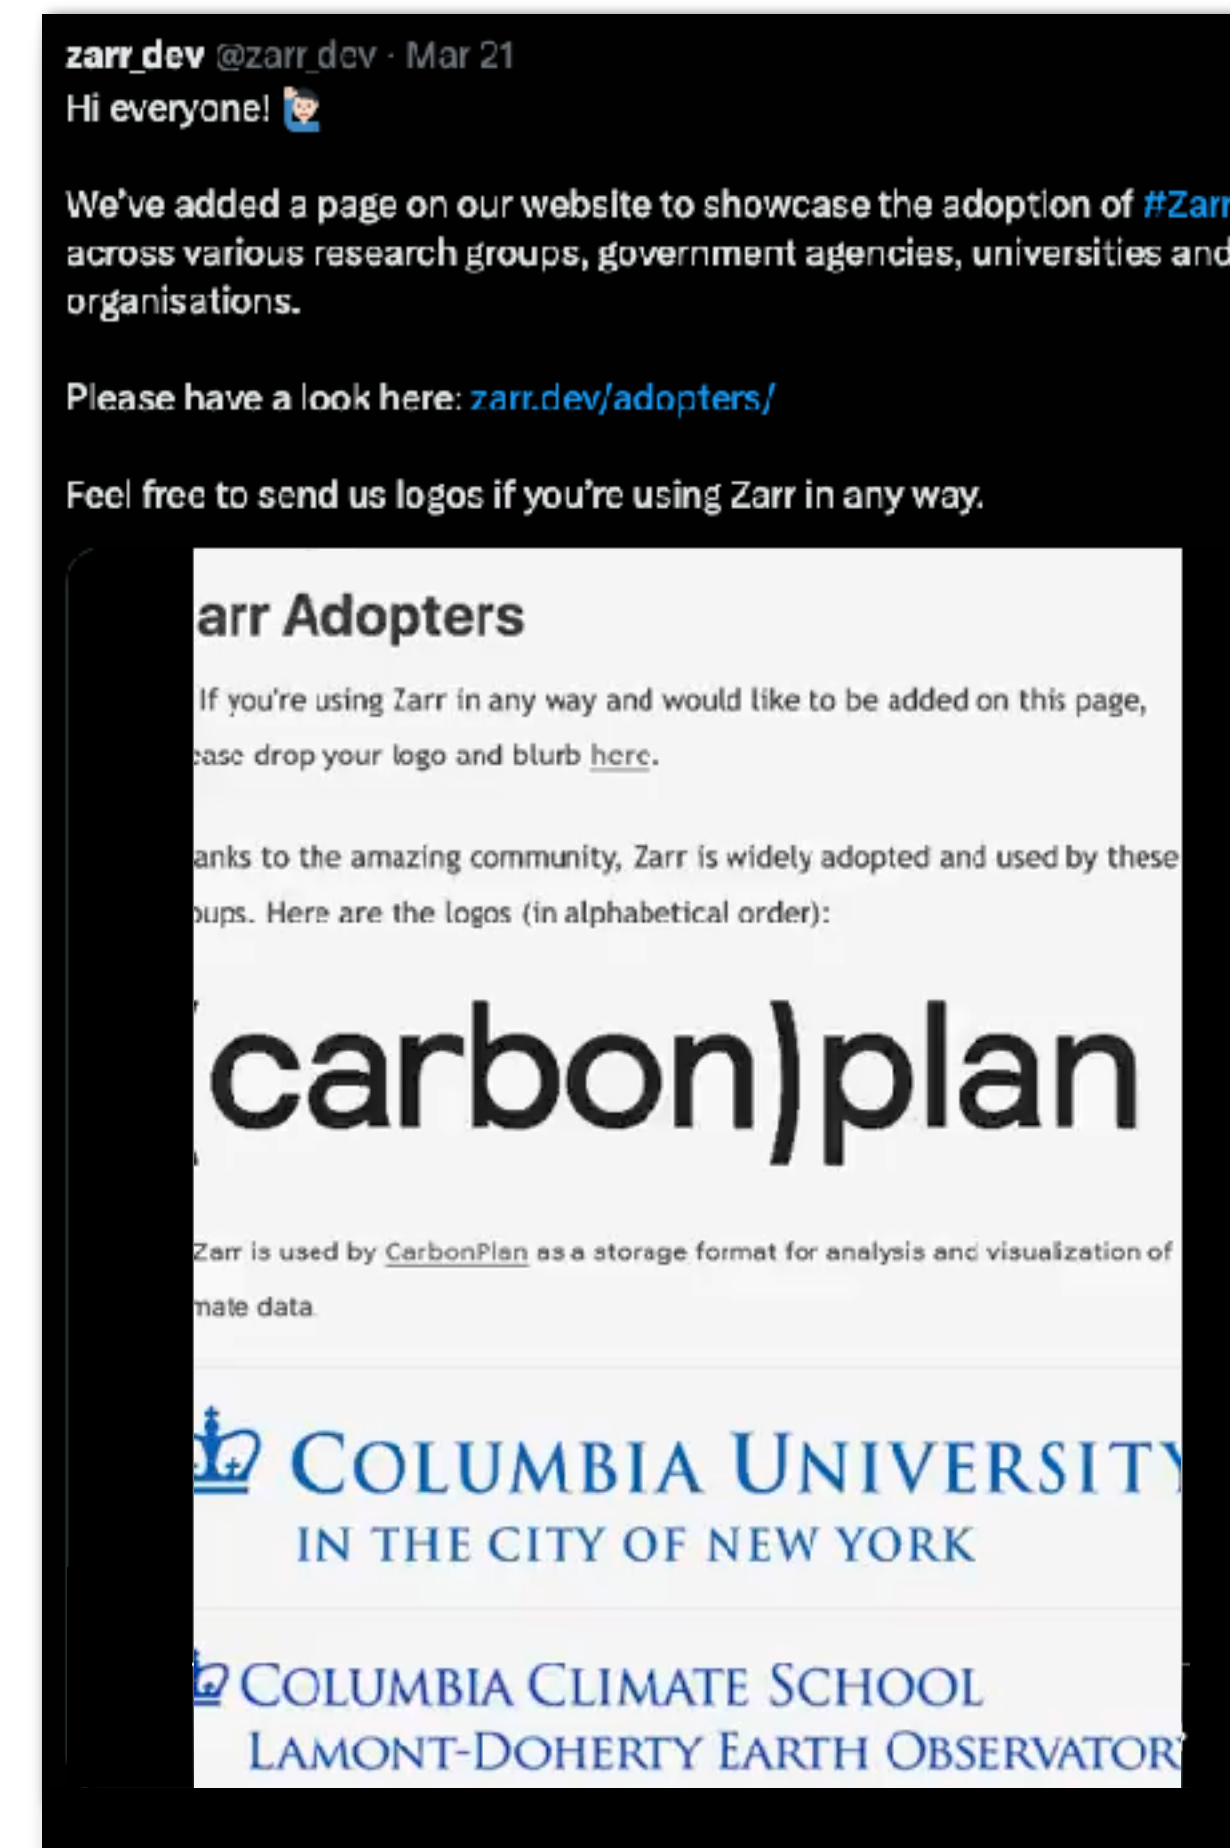 zarr_dev @zarr_dev · Mar 21
Hi everyone! 🙋🏻‍♂️
We've added a page on our website to showcase the adoption of #Zarr
across various research groups, government agencies, universities and
organisations.
Please have a look here: zarr.dev/adopters/
Feel free to send us logos if you're using Zarr in any way.
arr Adopters
If you're using Zarr in any way and would like to be added on this page,
ease drop your logo and blurb here.
anks to the amazing community, Zarr is widely adopted and used by these
oups. Here are the logos (in alphabetical order):
(carbon)plan
Zarr is used by CarbonPlan as a storage format for analysis and visualization of
mate data.
COLUMBIA UNIVERSITY
IN THE CITY OF NEW YORK
COLUMBIA CLIMATE SCHOOL
LAMONT-DOHERTY EARTH OBSERVATOR